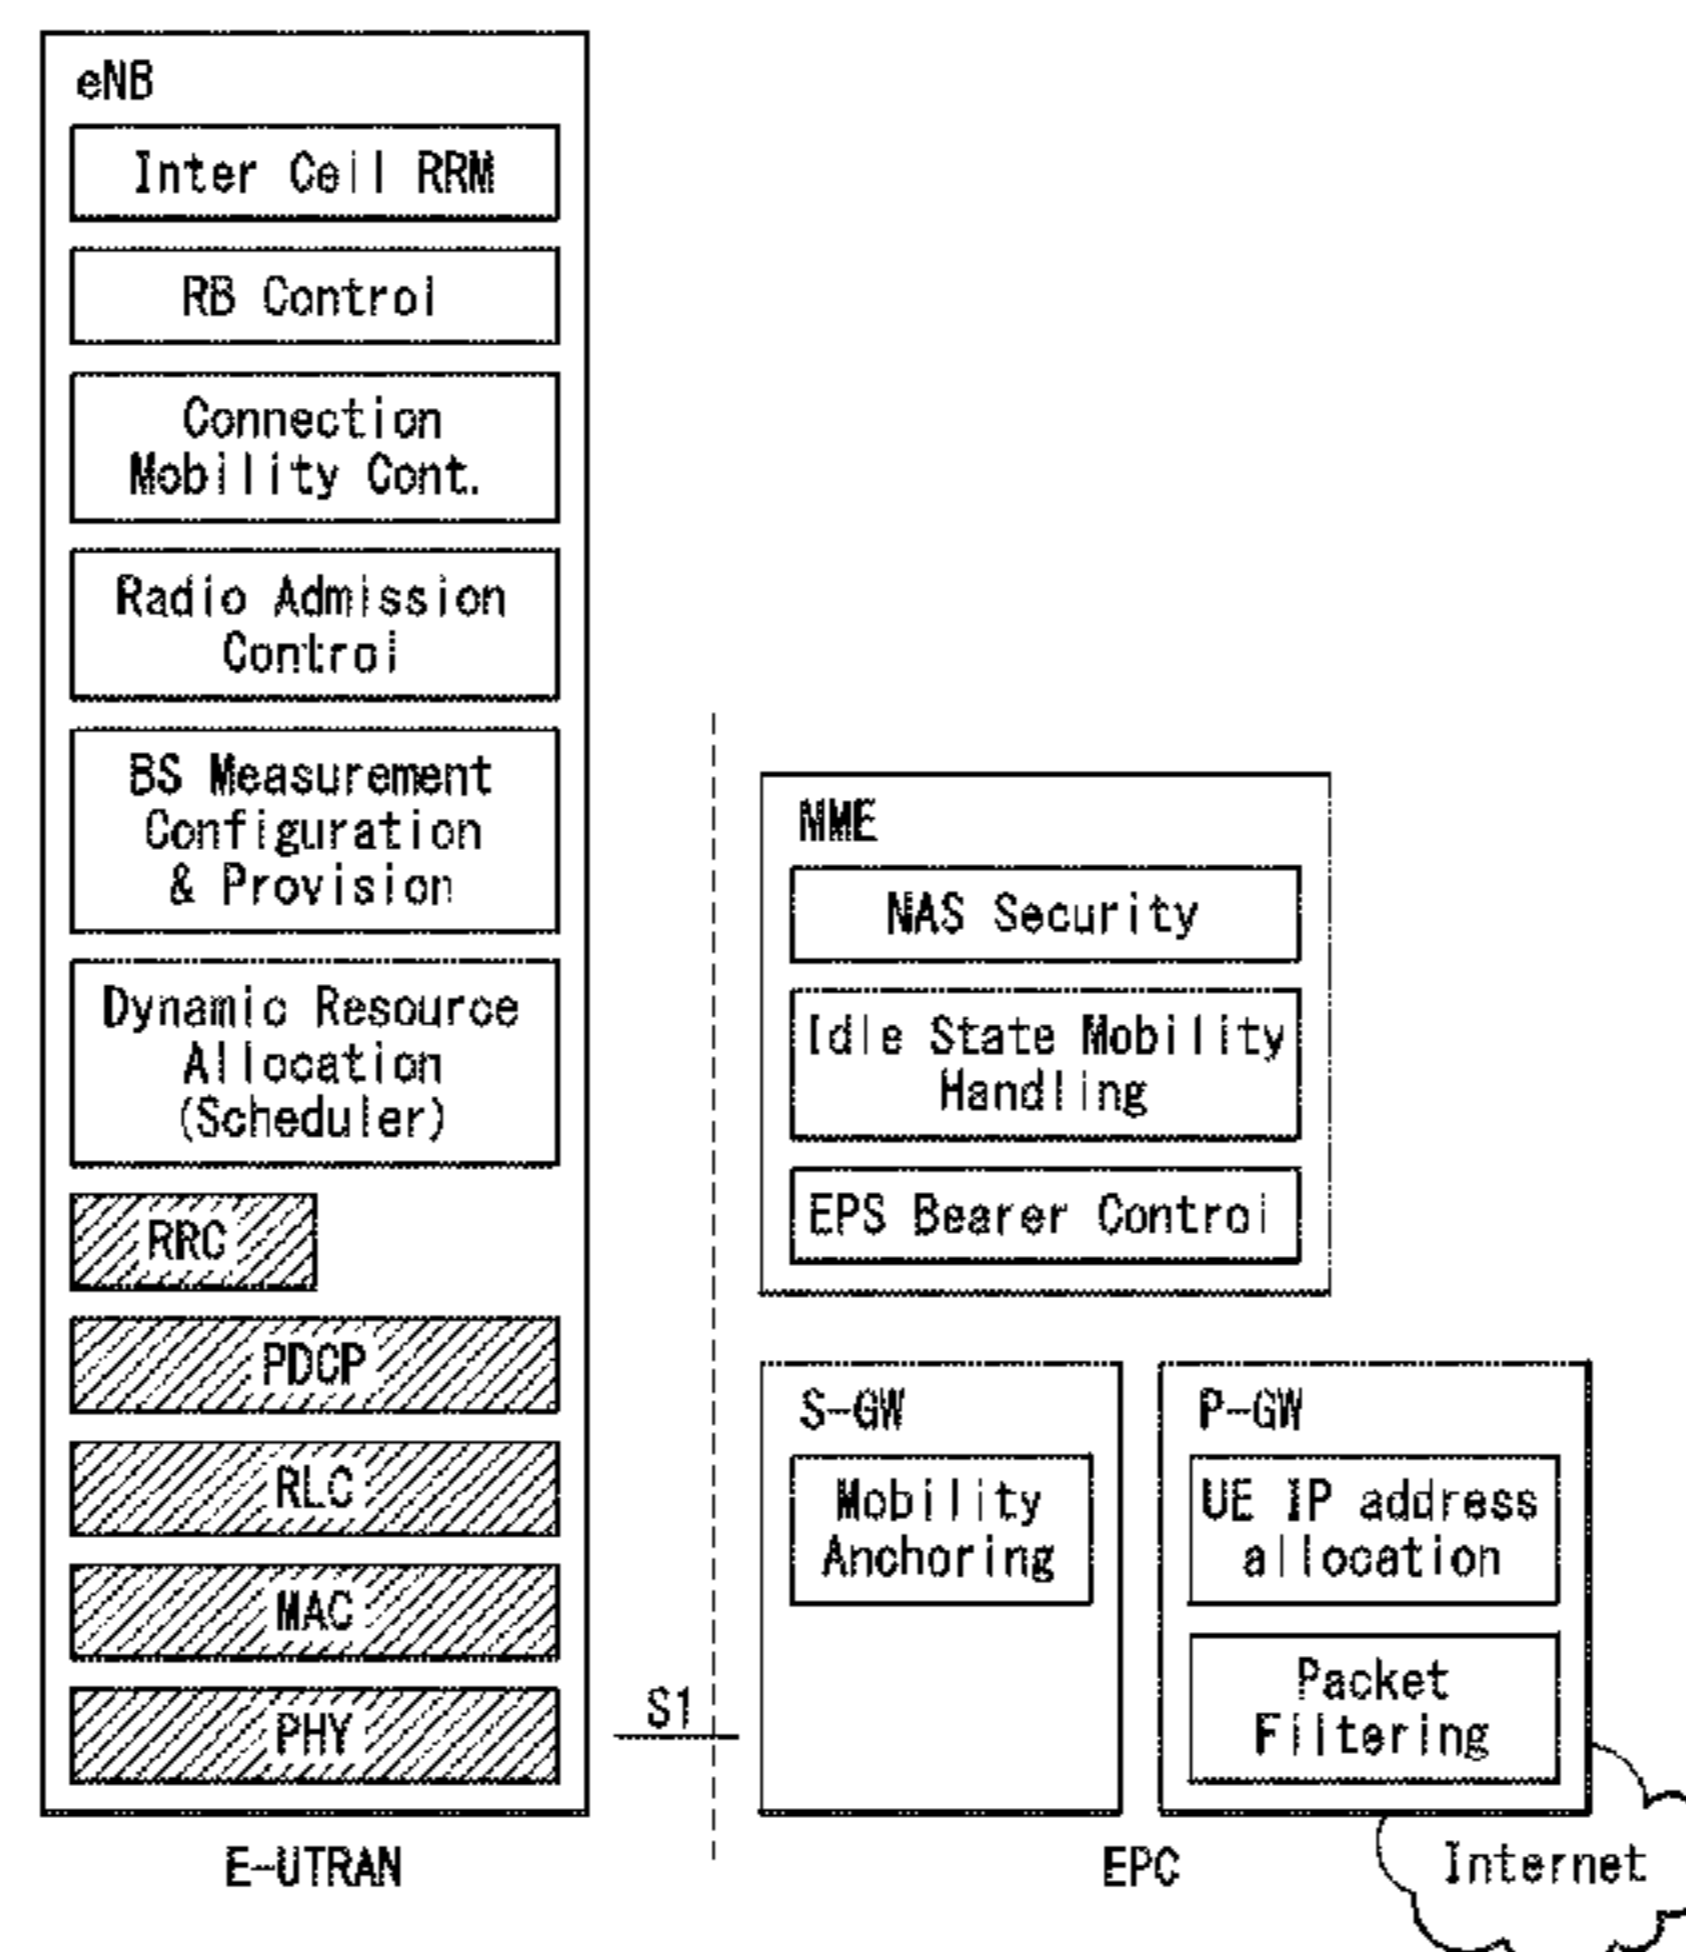 eNB
Inter Cell RRM
RB Control
Connection
Mobility Cont.
Radio Admission
Control
BS Measurement
Configuration
& Provision
Dynamic Resource
Allocation
(Scheduler)
RRC
PDCP
RLC
MAC
PHY
E-UTRAN
S1
MME
NAS Security
Idle State Mobility
Handling
EPS Bearer Control
S-GW
Mobility
Anchoring
P-GW
UE IP address
allocation
Packet
Filtering
EPC
Internet